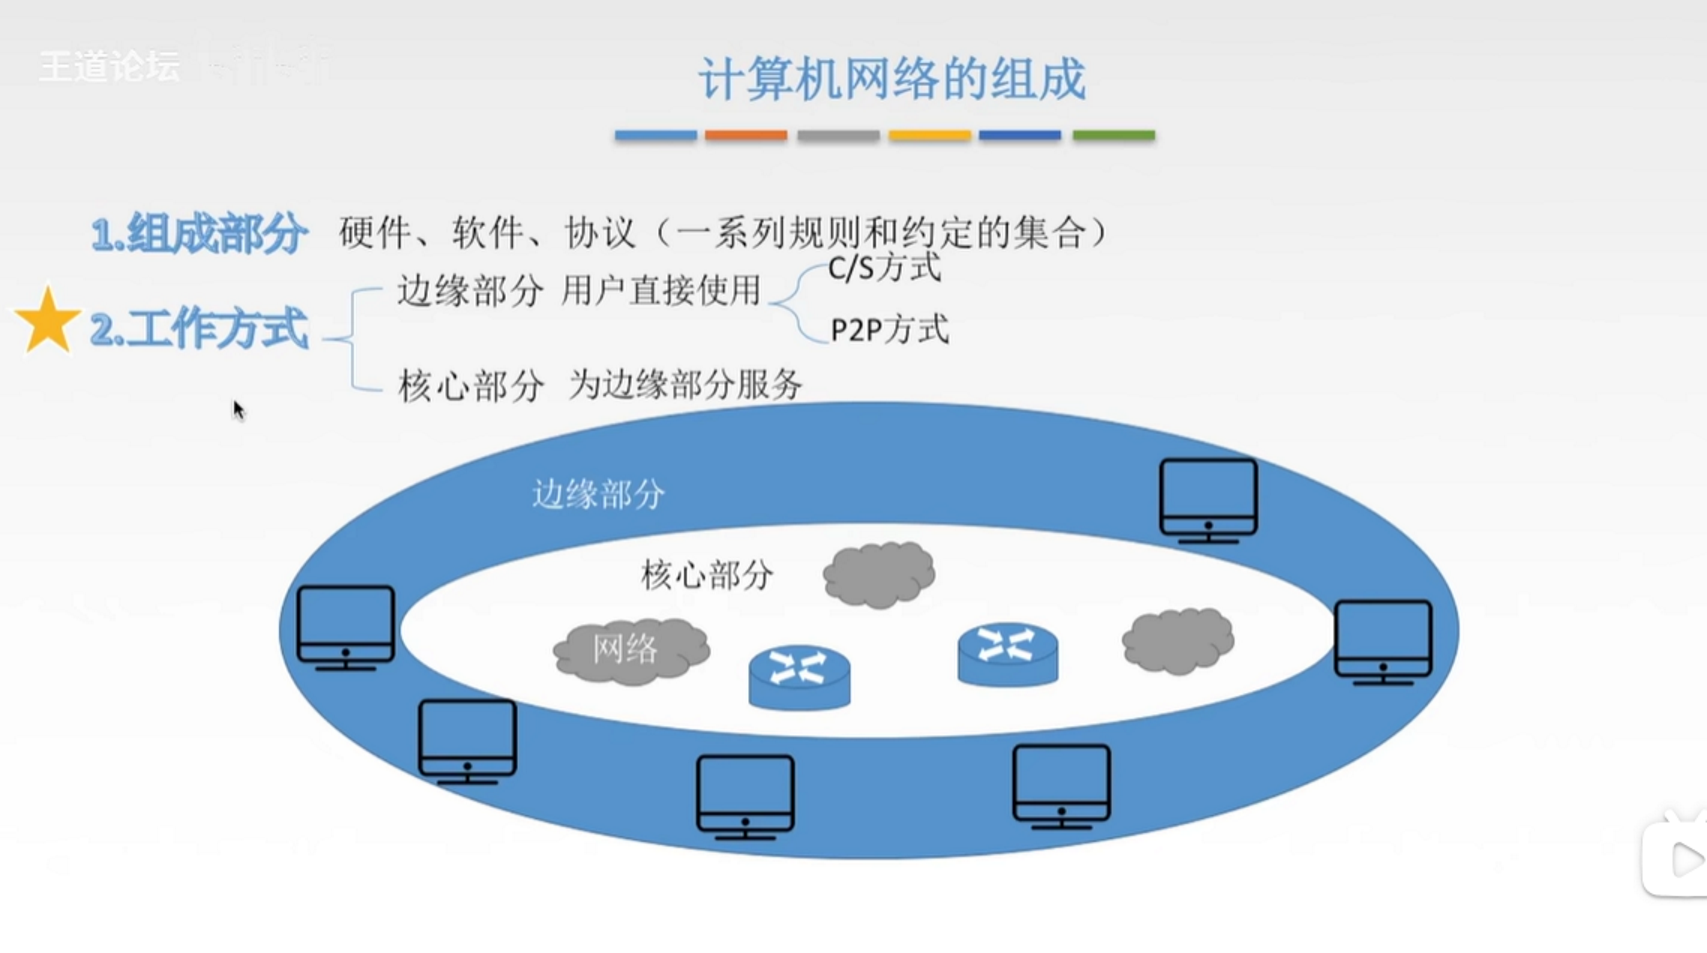 王道论坛
计算机网络的组成
1.组成部分 硬件、软件、协议（一系列规则和约定的集合）
2.工作方式
边缘部分 用户直接使用
C/S方式
P2P方式
核心部分 为边缘部分服务
边缘部分
核心部分
网络